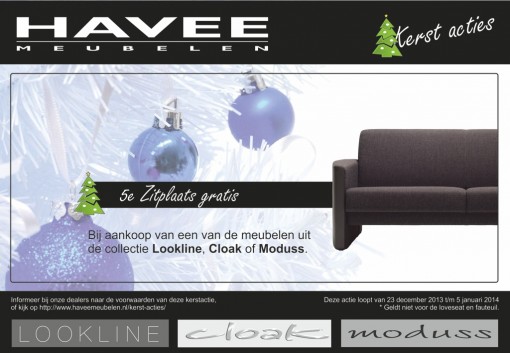 HAVEE
MEUBELEN
Kerst acties
5e Zitplaats gratis
Bij aankoop van een van de meubelen uit
de collectie Lookline, Cloak of Moduss.
Informeer bij onze dealers naar de voorwaarden van deze kerstactie,
of kijk op http://www.haveemeubelen.nl/kerst-acties/
Deze actie loopt van 23 december 2013 t/m 5 januari 2014
* Geldt niet voor de loveseat en fauteuil.
LOOKLINE
cloak
moduss